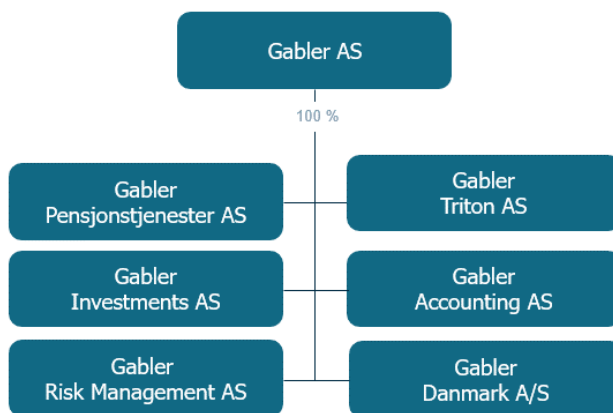 Gabler AS
100 %
Gabler
Pensjonstjenester AS
Gabler
Triton AS
Gabler
Investments AS
Gabler
Accounting AS
Gabler
Risk Management AS
Gabler
Danmark A/S